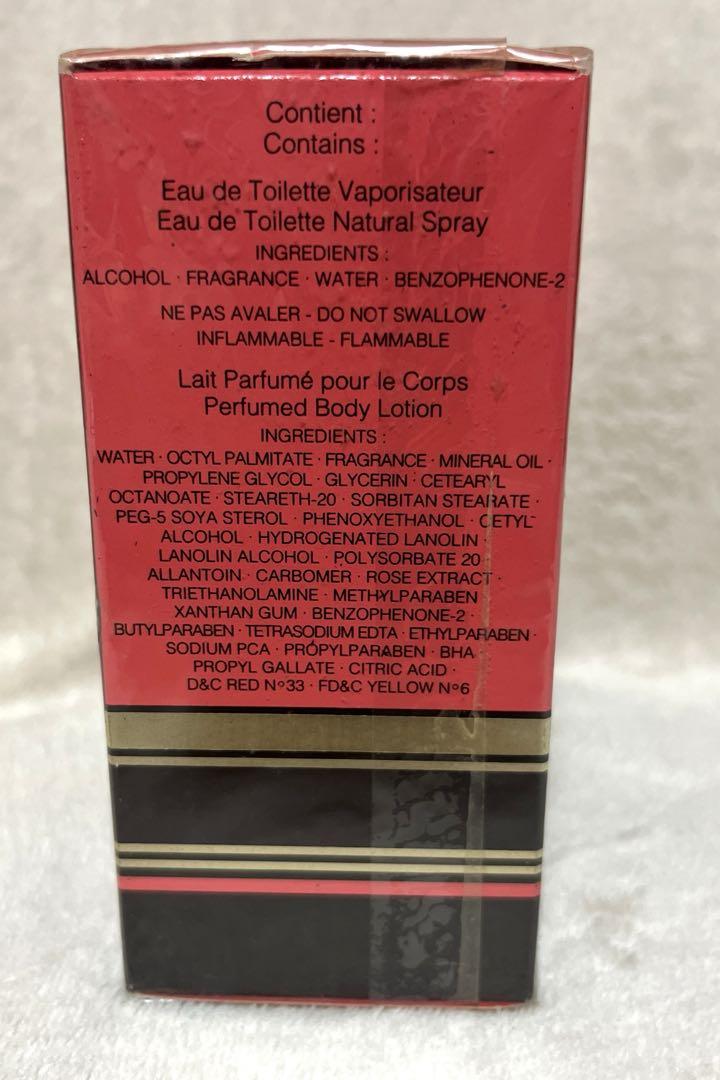 Contient :
Contains :
Eau de Toilette Vaporisateur
Eau de Toilette Natural Spray
INGREDIENTS :
ALCOHOL · FRAGRANCE · WATER · BENZOPHENONE-2
NE PAS AVALER - DO NOT SWALLOW
INFLAMMABLE - FLAMMABLE
Lait Parfumé pour le Corps
Perfumed Body Lotion
INGREDIENTS :
WATER · OCTYL PALMITATE · FRAGRANCE · MINERAL OIL ·
PROPYLENE GLYCOL · GLYCERIN · CETEARYL
OCTANOATE · STEARETH-20 · SORBITAN STEARATE ·
PEG-5 SOYA STEROL · PHENOXYETHANOL · CETYL
ALCOHOL · HYDROGENATED LANOLIN ·
LANOLIN ALCOHOL · POLYSORBATE 20 ·
ALLANTOIN · CARBOMER · ROSE EXTRACT ·
TRIETHANOLAMINE · METHYLPARABEN
XANTHAN GUM · BENZOPHENONE-2 ·
BUTYLPARABEN · TETRASODIUM EDTA · ETHYLPARABEN ·
SODIUM PCA · PROPYLPARABEN · BHA ·
PROPYL GALLATE · CITRIC ACID ·
D&C RED Nº33 · FD&C YELLOW Nº6